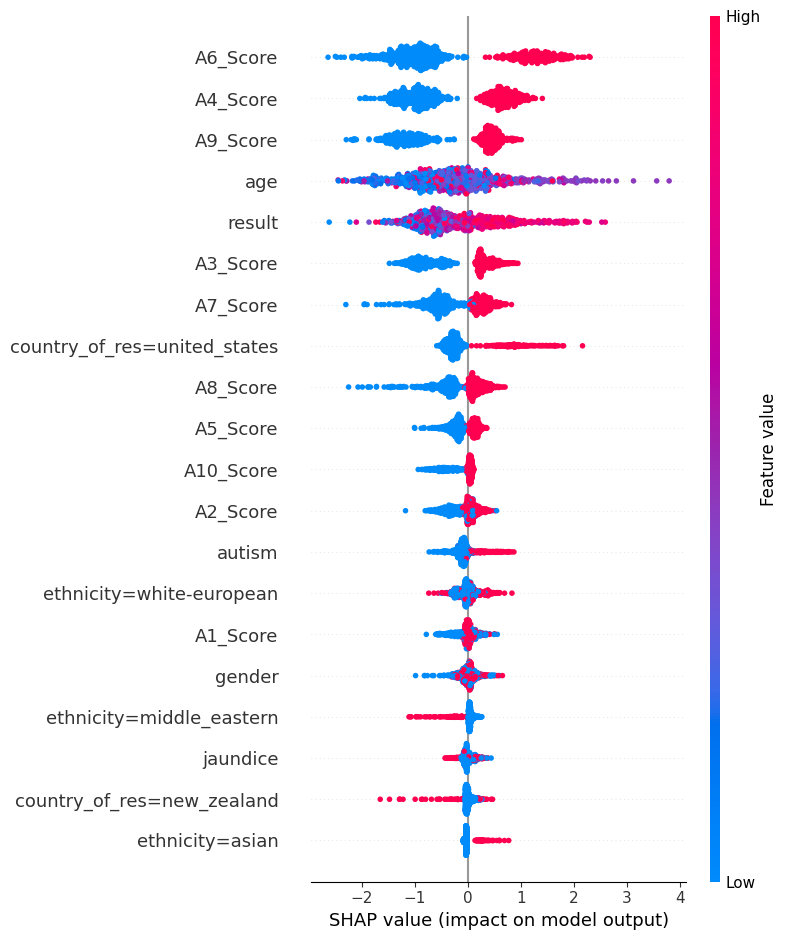 High
A6_Score
A4_Score
A9_Score
age
result
A3_Score
A7_Score
country_of_res=united_states
A8_Score
A5_Score
A10_Score
A2_Score
autism
ethnicity=white-european
A1_Score
gender
ethnicity=middle_eastern
jaundice
country_of_res=new_zealand
ethnicity=asian
Feature value
Low
−2 −1 0 1 2 3 4
SHAP value (impact on model output)